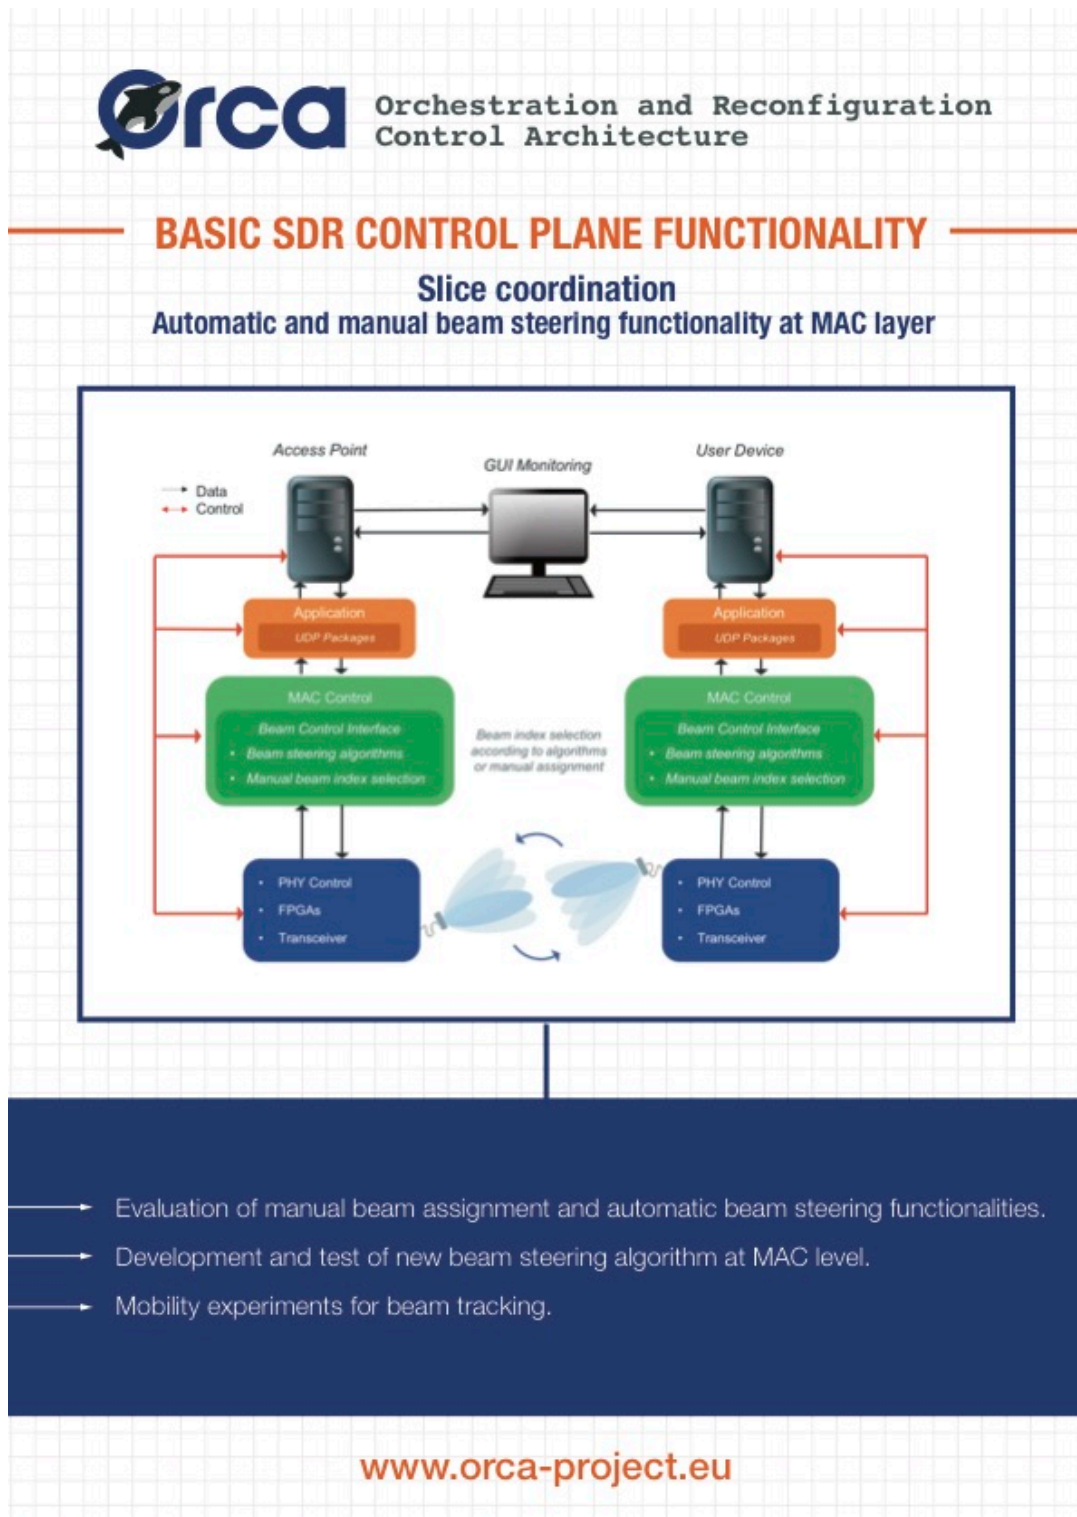 Orca
Orchestration and Reconfiguration
Control Architecture
BASIC SDR CONTROL PLANE FUNCTIONALITY
Slice coordination
Automatic and manual beam steering functionality at MAC layer
Access Point
GUI Monitoring
User Device
Data
Control
Application
UDP Packages
Application
UDP Packages
MAC Control
Beam Control Interface
• Beam steering algorithms
• Manual beam index selection
Beam index selection
according to algorithms
or manual assignment
MAC Control
Beam Control Interface
• Beam steering algorithms
• Manual beam index selection
• PHY Control
• FPGAs
• Transceiver
• PHY Control
• FPGAs
• Transceiver
Evaluation of manual beam assignment and automatic beam steering functionalities.
Development and test of new beam steering algorithm at MAC level.
Mobility experiments for beam tracking.
www.orca-project.eu